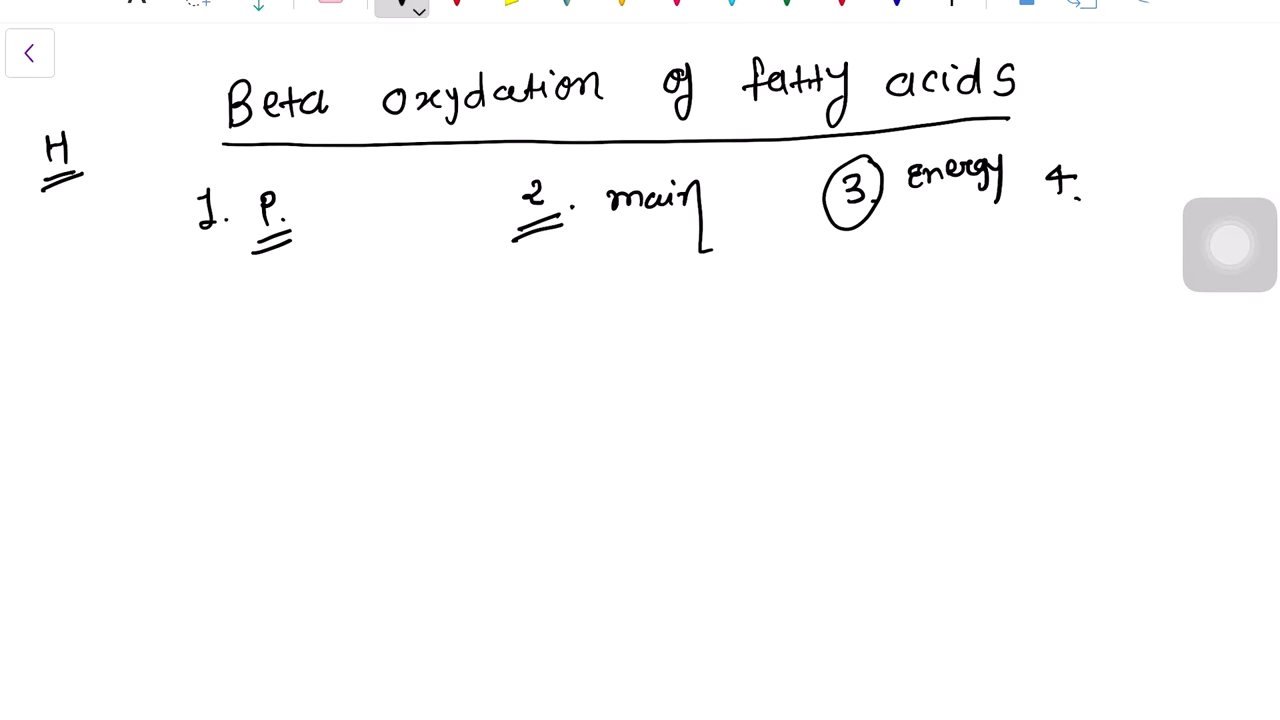 Beta oxydation of fatty acids
H
1. P. 2. main 3. Energy 4.